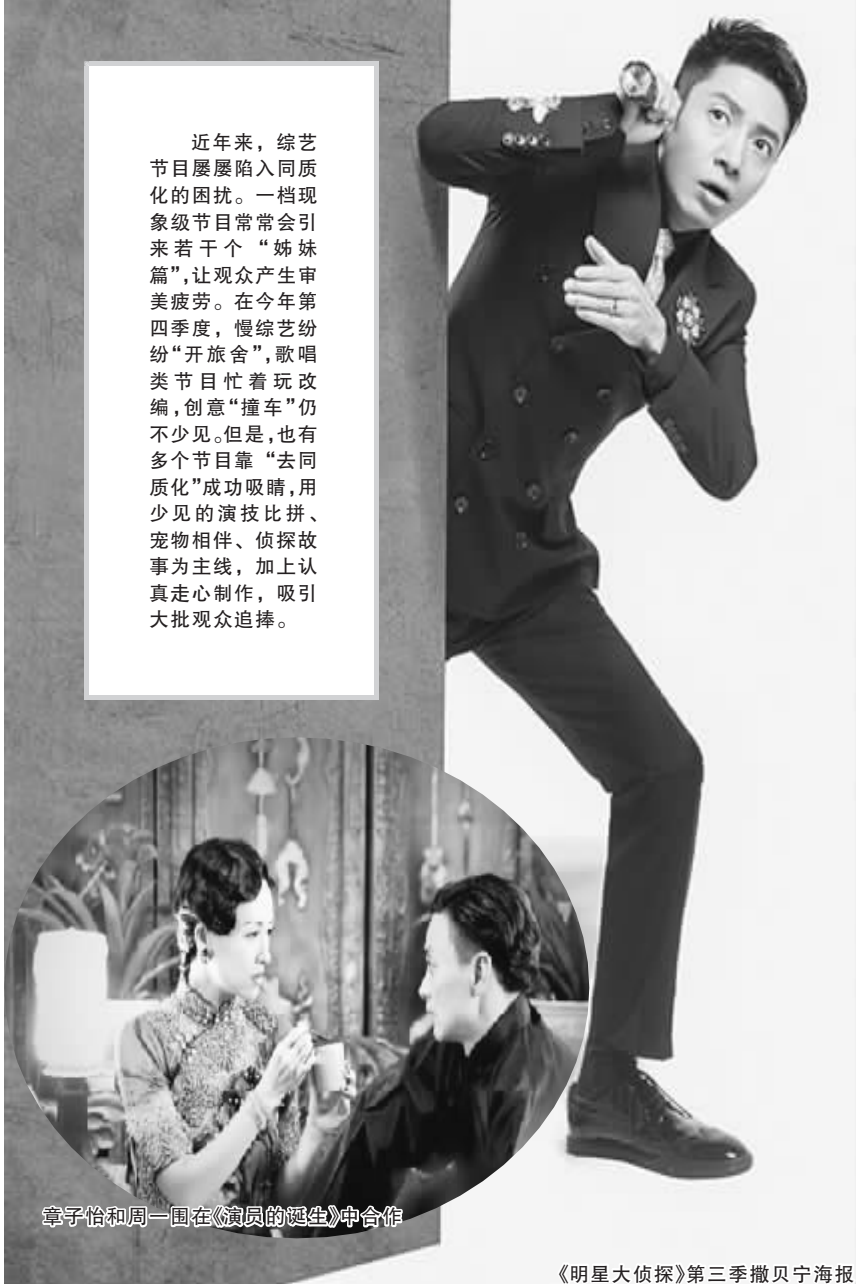 近年来，综艺
节目屡屡陷入同质
化的困扰。一档现
象级节目常常会引
来若干个“姊妹
篇”,让观众产生审
美疲劳。在今年第
四季度，慢综艺纷
纷“开旅舍”,歌唱
类节目忙着玩改
编,创意“撞车”仍
不少见。但是,也有
多个节目靠“去同
质化”成功吸睛,用
少见的演技比拼、
宠物相伴、侦探故
事为主线，加上认
真走心制作，吸引
大批观众追捧。
章子怡和周一围在《演员的诞生》中合作
《明星大侦探》第三季撒贝宁海报